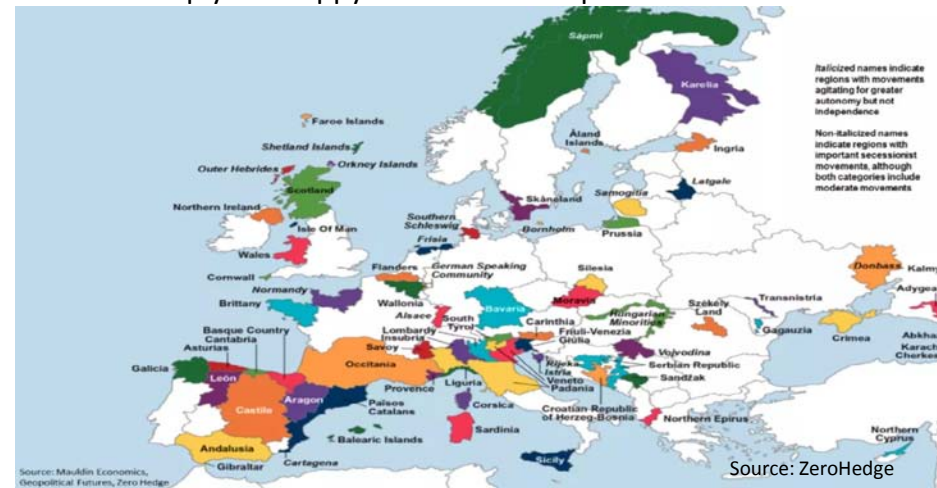 Sápmi
Karelia
Italicized names indicate
regions with movements
agitating for greater
autonomy but not
independence
Non-italicized names
indicate regions with
important secessionist
movements, although
both categories include
moderate movements
Faroe Islands
Åland
Islands
Ingria
Shetland Islands
Orkney Islands
Outer Hebrides
Scotland
Latgale
Samogitia
Skåneland
Northern Ireland
Southern
Schleswig
Bornholm
Prussia
Isle Of Man
Frisia
Wales
Donbass
Kalmy
Flanders
German Speaking
Community
Silesia
Cornwall
Normandy
Wallonia
Moravia
Adygea
Brittany
Alsace
South
Tyrol
Bavaria
Hungarian
Minorities
Székely
Land
Transnistria
Basque Country
Cantabria
Asturias
Lombardy
Insubria
Carinthia
Friuli-Venezia
Giulia
Gagauzia
Crimea
Abkha
Karach
Cherkes
Savoy
Galicia
Occitania
Rijeka
Istria
Vojvodina
León
Provence
Liguria
Veneto
Padania
Serbian Republic
Sandžak
Aragon
Castile
Països
Catalans
Corsica
Croatian Republic
of Herzeg-Bosnia
Northern Epirus
Andalusia
Balearic Islands
Sardinia
Northern
Cyprus
Gibraltar
Cartagena
Sicily
Source: Mauldin Economics,
Geopolitical Futures, Zero Hedge
Source: ZeroHedge